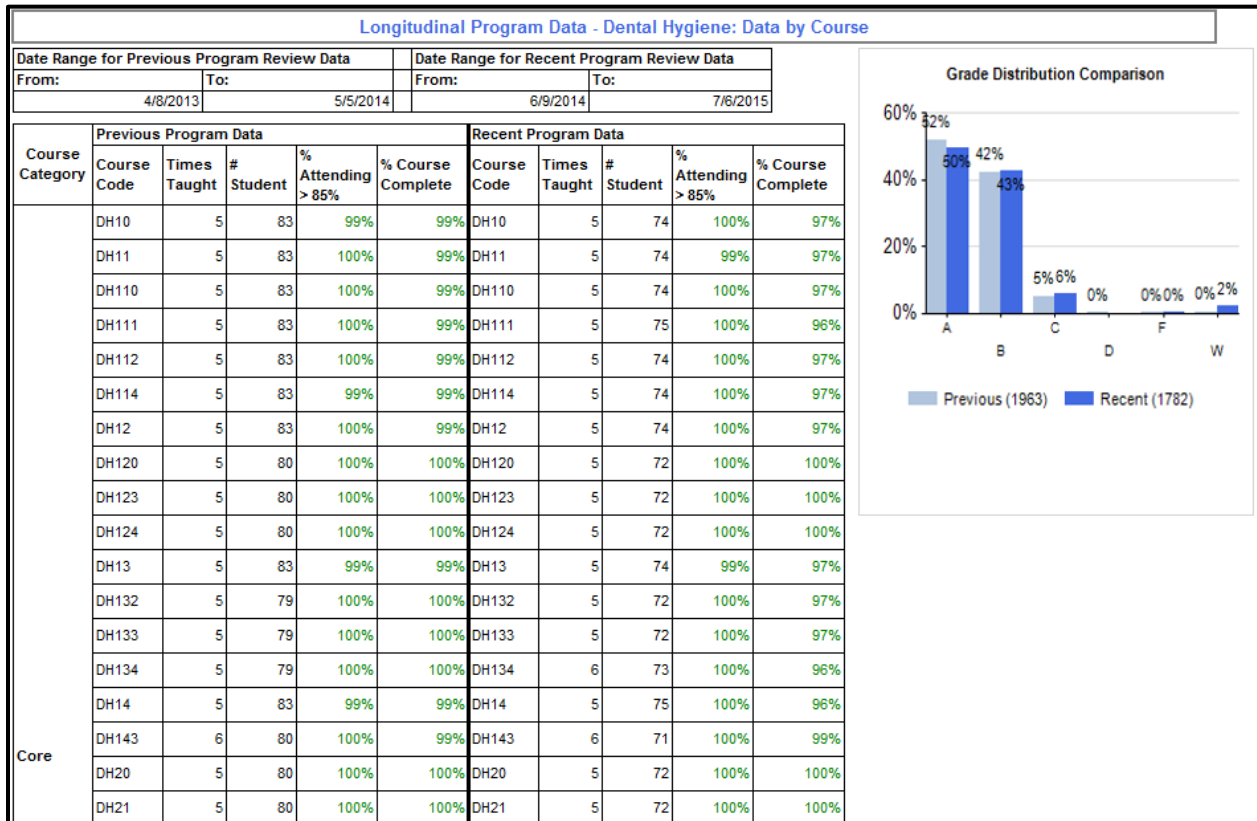 Longitudinal Program Data - Dental Hygiene: Data by Course
Date Range for Previous Program Review Data Date Range for Recent Program Review Data
From: To: From: To:
4/8/2013 5/5/2014 6/9/2014 7/6/2015
Course Category Previous Program Data Recent Program Data
Course Code Times Taught # Student % Attending > 85% % Course Complete Course Code Times Taught # Student % Attending > 85% % Course Complete
DH10 5 83 99% 99% DH10 5 74 100% 97%
DH11 5 83 100% 99% DH11 5 74 99% 97%
DH110 5 83 100% 99% DH110 5 74 100% 97%
DH111 5 83 100% 99% DH111 5 75 100% 96%
DH112 5 83 100% 99% DH112 5 74 100% 97%
DH114 5 83 99% 99% DH114 5 74 100% 97%
DH12 5 83 100% 99% DH12 5 74 100% 97%
DH120 5 80 100% 100% DH120 5 72 100% 100%
DH123 5 80 100% 100% DH123 5 72 100% 100%
DH124 5 80 100% 100% DH124 5 72 100% 100%
DH13 5 83 99% 99% DH13 5 74 99% 97%
DH132 5 79 100% 100% DH132 5 72 100% 97%
DH133 5 79 100% 100% DH133 5 72 100% 97%
DH134 5 79 100% 100% DH134 6 73 100% 96%
DH14 5 83 99% 99% DH14 5 75 100% 96%
Core DH143 6 80 100% 99% DH143 6 71 100% 99%
DH20 5 80 100% 100% DH20 5 72 100% 100%
DH21 5 80 100% 100% DH21 5 72 100% 100%
Grade Distribution Comparison
60%
52%
50% 42%
40% 43%
20%
5% 6% 0% 0% 0% 0% 2%
0%
A C F
B D W
Previous (1963) Recent (1782)